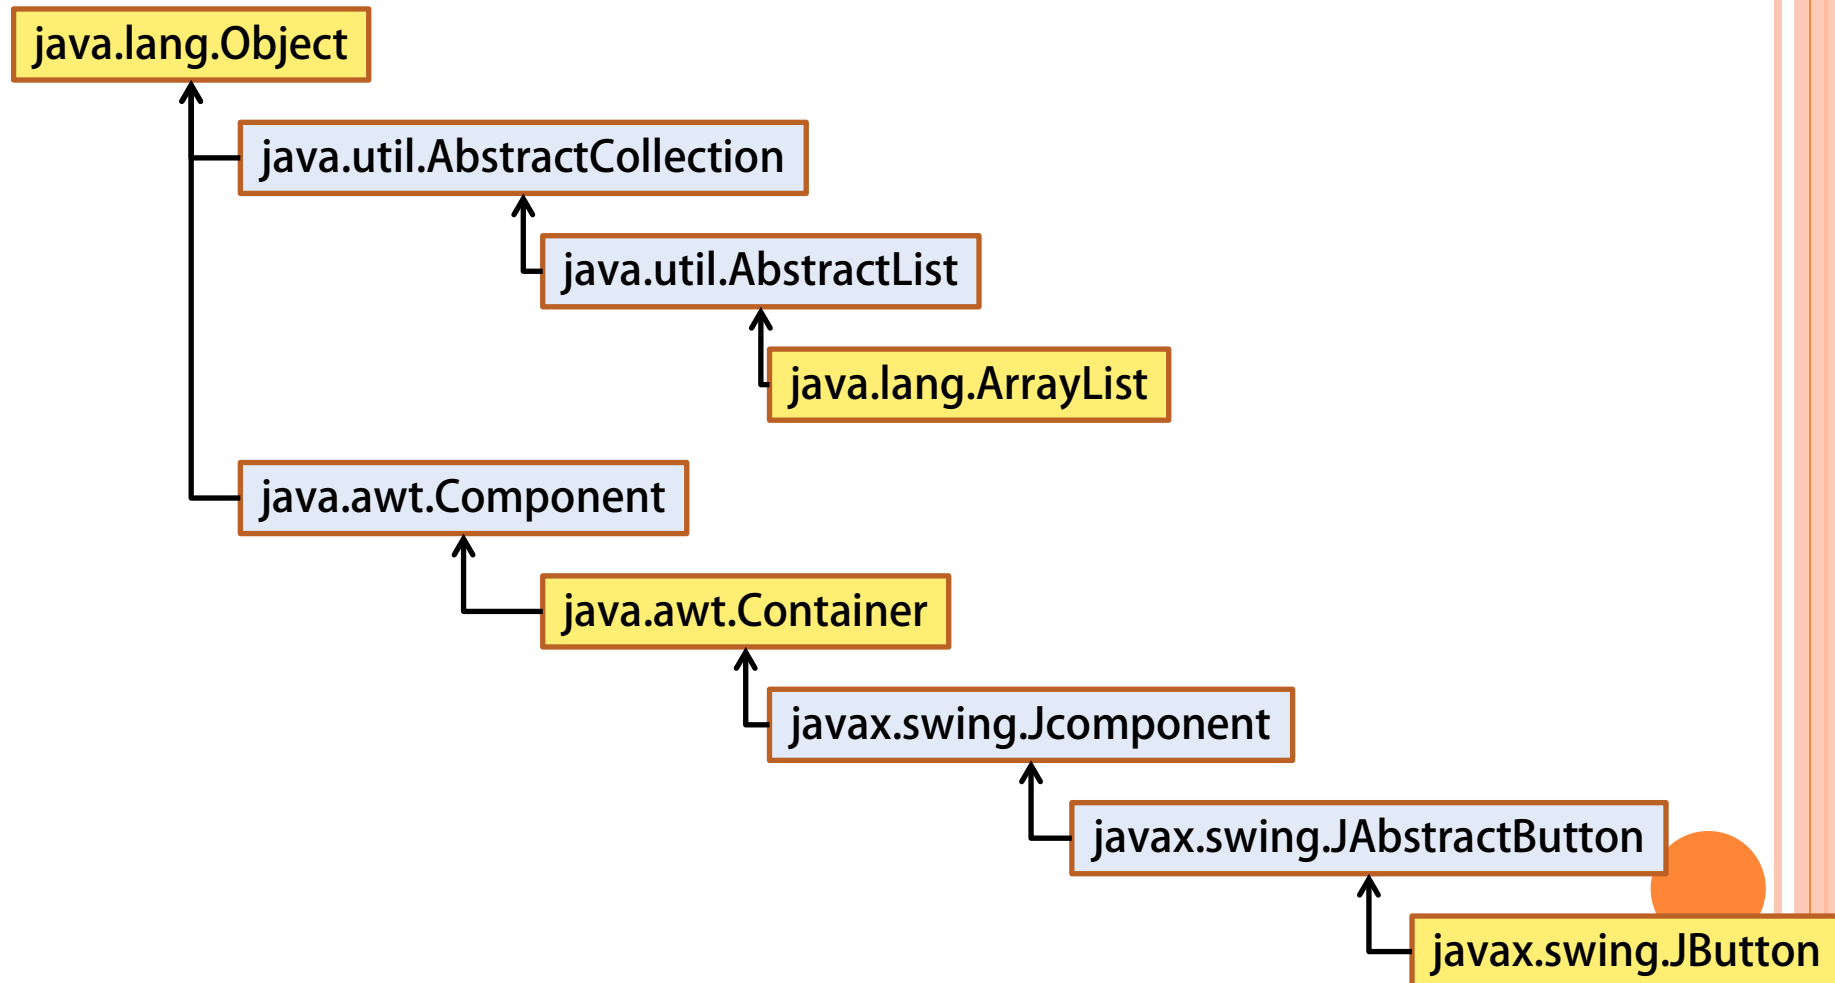 java.lang.Object
java.util.AbstractCollection
java.util.AbstractList
java.lang.ArrayList
java.awt.Component
java.awt.Container
javax.swing.Jcomponent
javax.swing.JAbstractButton
javax.swing.JButton